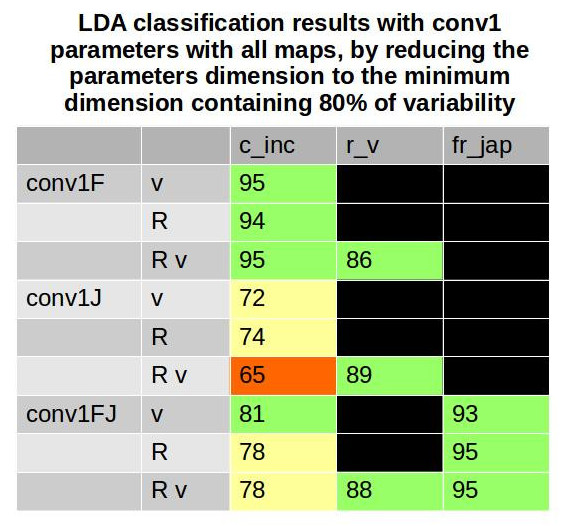 LDA classification results with conv1
parameters with all maps, by reducing the
parameters dimension to the minimum
dimension containing 80% of variability
c_inc r_v fr_jap
conv1F v 95
R 94
R v 95 86
conv1J v 72
R 74
R v 65 89
conv1FJ v 81 93
R 78 95
R v 78 88 95